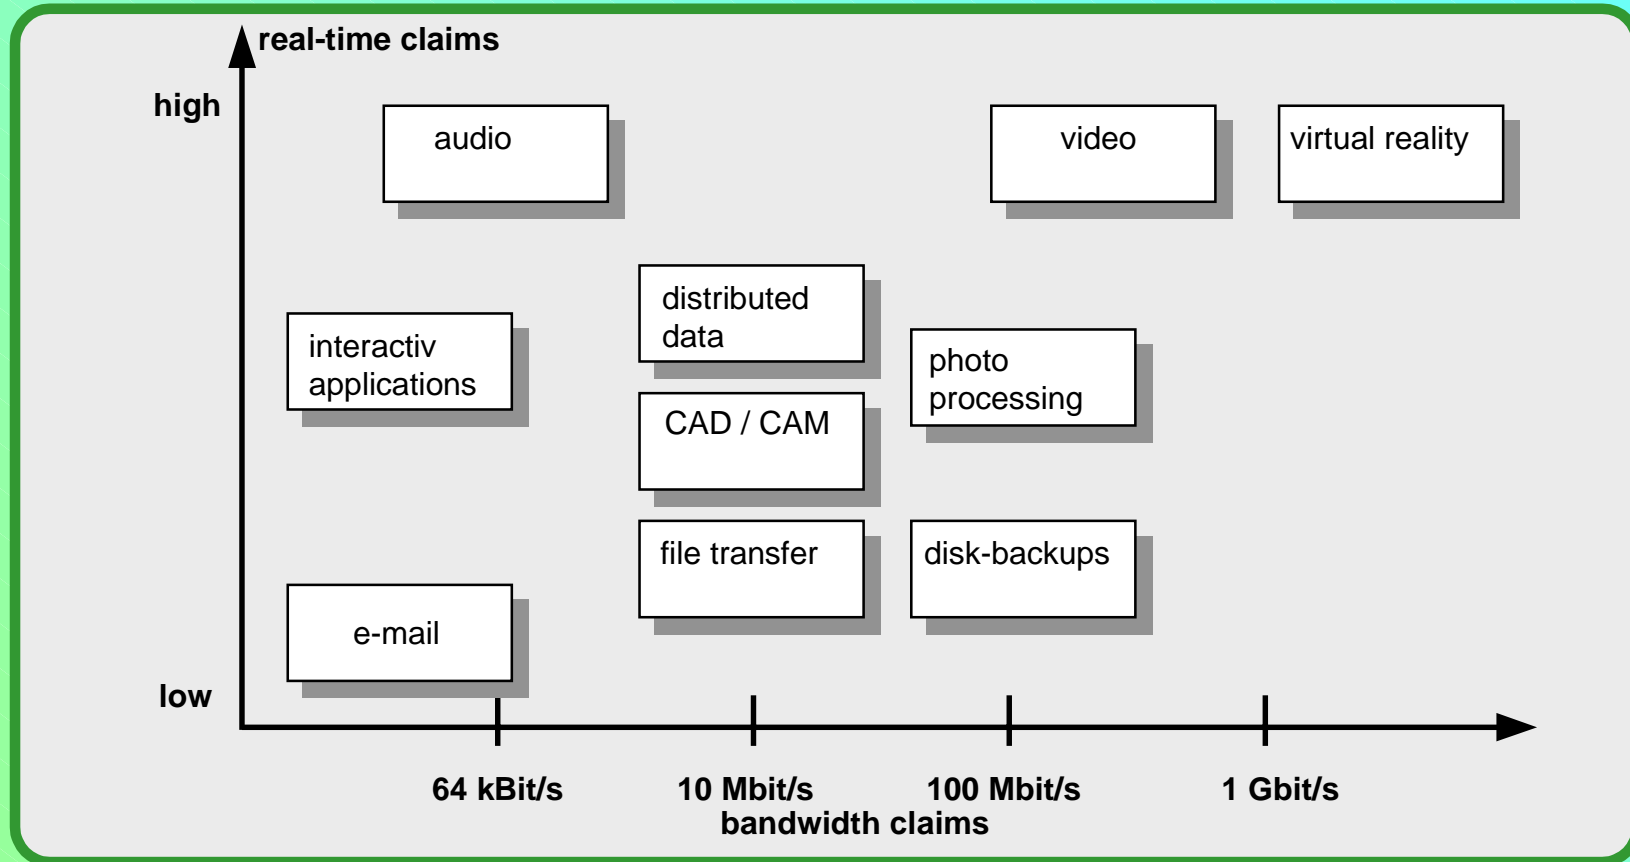 real-time claims
high
audio
video
virtual reality
distributed
data
interactiv
applications
photo
processing
CAD / CAM
file transfer
disk-backups
e-mail
low
64 kBit/s
10 Mbit/s
100 Mbit/s
1 Gbit/s
bandwidth claims